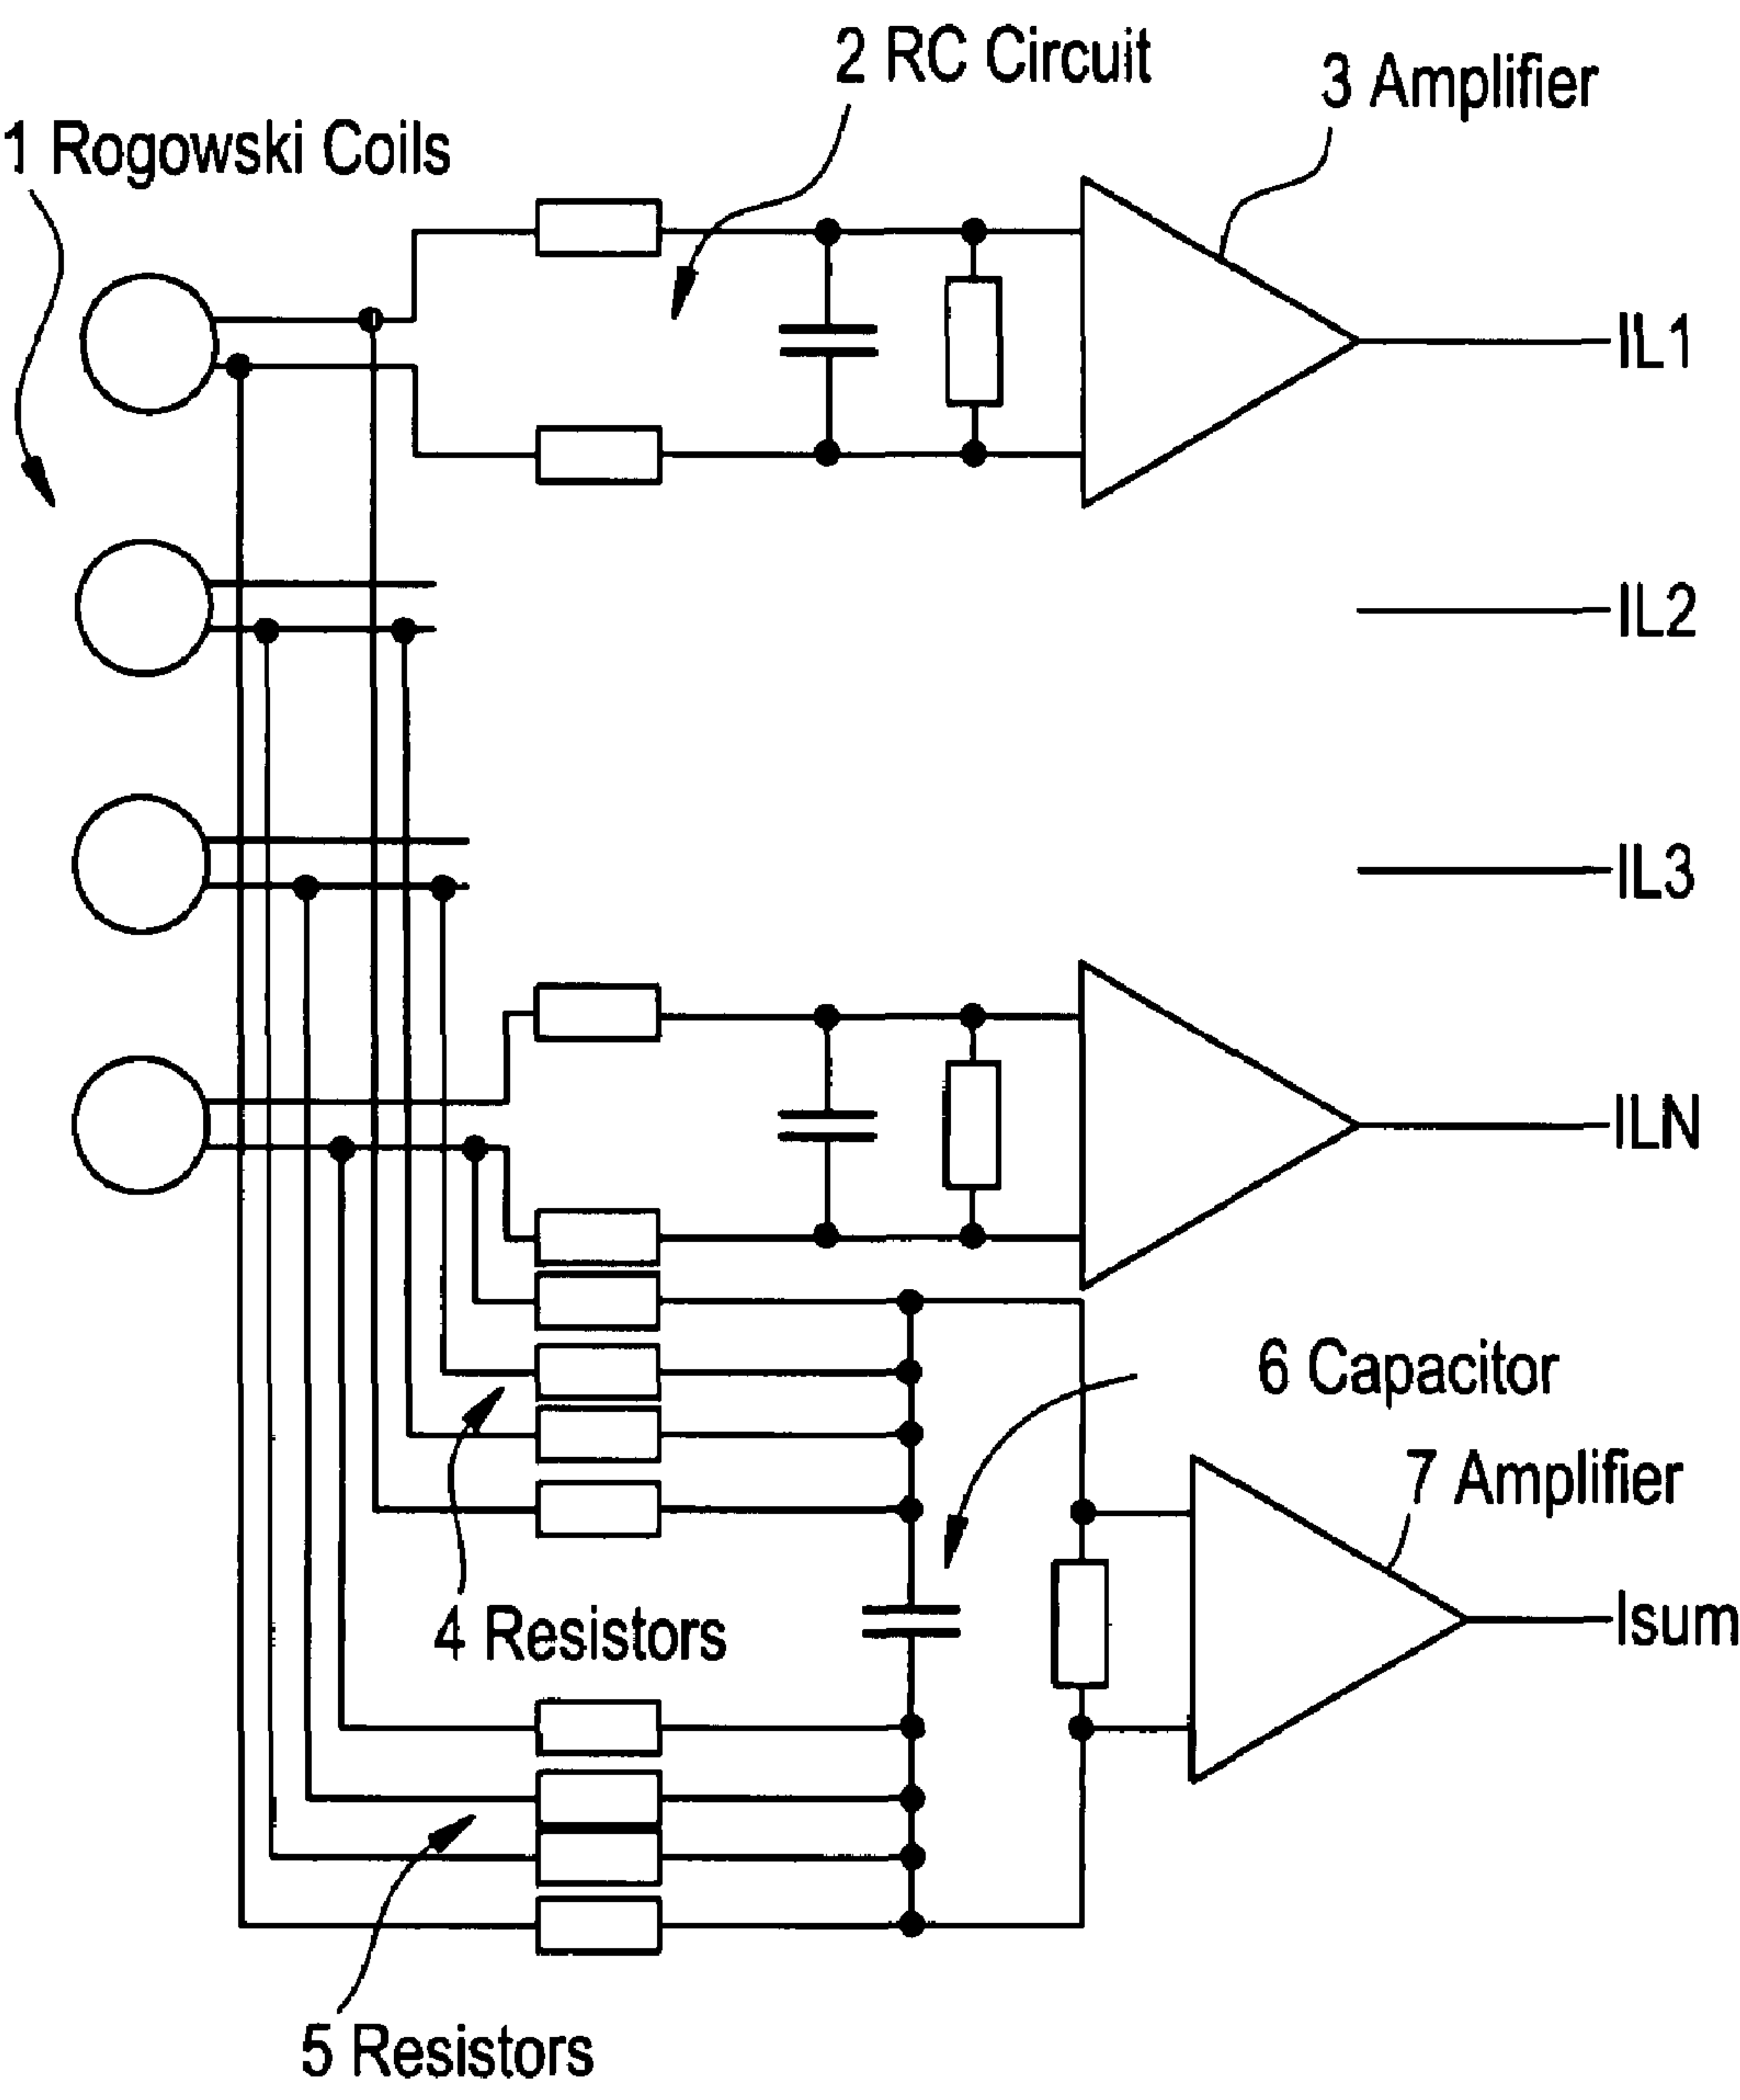 2 RC Circuit
3 Amplifier
1 Rogowski Coils
IL1
IL2
IL3
ILN
6 Capacitor
7 Amplifier
4 Resistors
Isum
5 Resistors